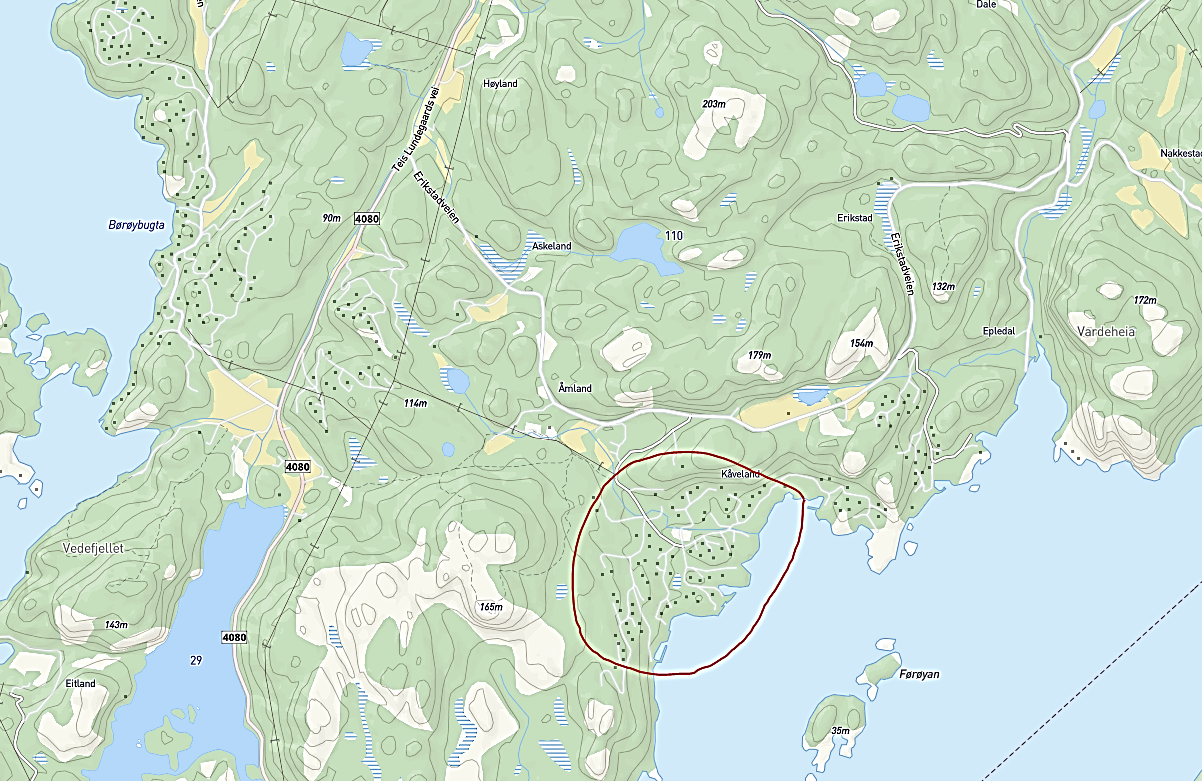 Dale
en
Høyland
Teis Lundegaards vei
203m
Nakkestad
Erikstadveien
90m
4080
Børøybugta
Erikstad
110
Askeland
Erikstadveien
132m
172m
Epledal
Vardeheia
154m
179m
Åmland
114m
4080
Kåveland
Vedefjellet
165m
143m
4080
29
Eitland
Førøyan
35m